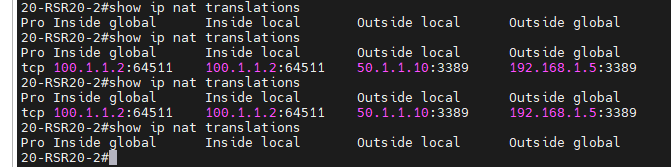 20-RSR20-2#show ip nat translations
Pro Inside global      Inside local       Outside local      Outside global
20-RSR20-2#show ip nat translations
Pro Inside global      Inside local       Outside local      Outside global
tcp 100.1.1.2:64511    100.1.1.2:64511    50.1.1.10:3389     192.168.1.5:3389
20-RSR20-2#show ip nat translations
Pro Inside global      Inside local       Outside local      Outside global
tcp 100.1.1.2:64511    100.1.1.2:64511    50.1.1.10:3389     192.168.1.5:3389
20-RSR20-2#show ip nat translations
Pro Inside global      Inside local       Outside local      Outside global
20-RSR20-2#